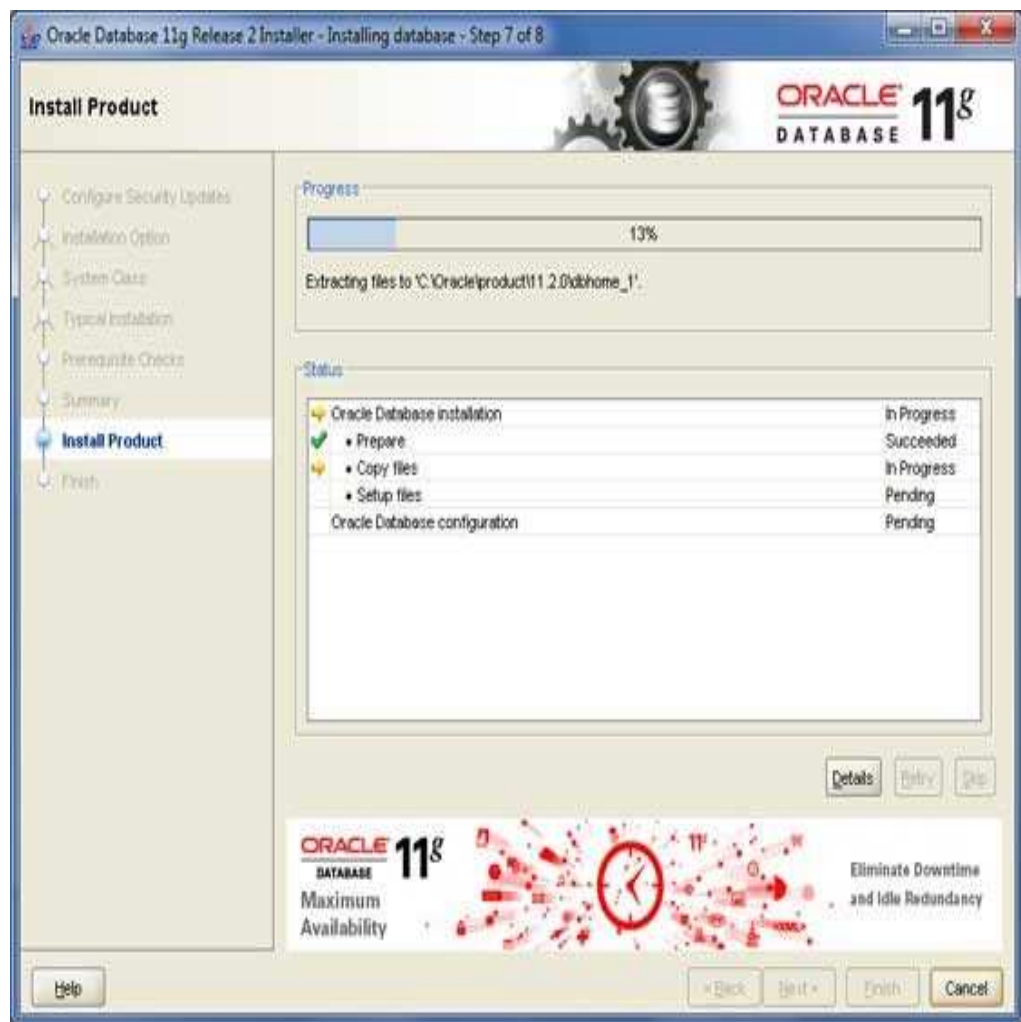 Oracle Database 11g Release 2 Installer - Installing database - Step 7 of 8
Install Product
ORACLE 11g
DATABASE
Configure Security Updates
Installation Option
System Class
Typical Installation
Prerequisite Checks
Summary
Install Product
Finish
Progress
13%
Extracting files to 'C:\Oracle\product\11.2.0\dbhome_1'.
Status
Oracle Database installation In Progress
• Prepare Succeeded
• Copy files In Progress
• Setup files Pending
Oracle Database configuration Pending
Details Retry Skip
ORACLE 11g
DATABASE
Maximum
Availability
11g
XML
Eliminate Downtime
and Idle Redundancy
Help < Back Next > Finish Cancel